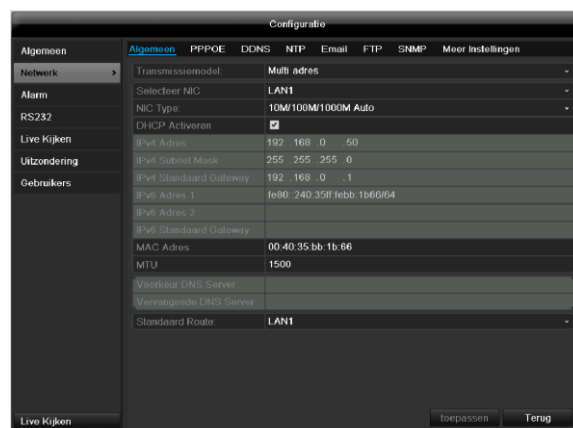 Configuratie
Algemeen
Netwerk
Alarm
RS232
Live Kijken
Uitzondering
Gebruikers
Live Kijken
Algemeen PPPOE DDNS NTP Email FTP SNMP Meer Instellingen
Transmissiemodel: Multi adres
Selecteer NIC LAN1
NIC Type: 10M/100M/1000M Auto
DHCP Activeren
IPv4 Adres 192 .168 .0 .50
IPv4 Subnet Mask 255 .255 .255 .0
IPv4 Standaard Gateway 192 .168 .0 .1
IPv6 Adres 1 fe80::240:35ff:febb:1b66/64
IPv6 Adres 2
IPv6 Standaard Gateway
MAC Adres 00:40:35:bb:1b:66
MTU 1500
Voorkeur DNS Server
Vervangende DNS Server
Standaard Route: LAN1
toepassen Terug